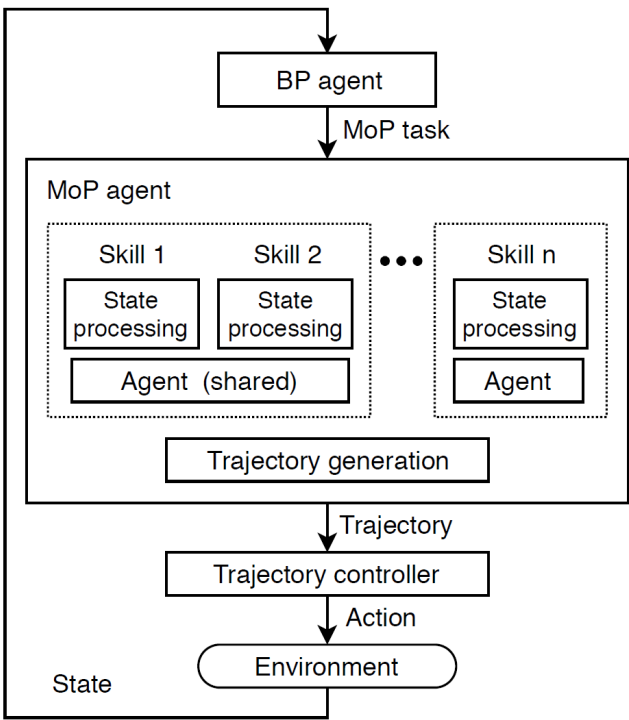 BP agent
MoP task
MoP agent
Skill 1
Skill 2
Skill n
State
processing
State
processing
State
processing
Agent (shared)
Agent
Trajectory generation
Trajectory
Trajectory controller
Action
Environment
State